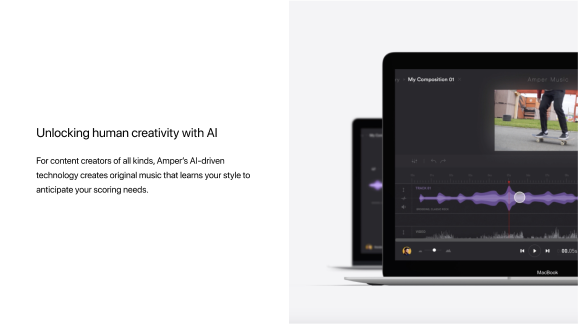 Unlocking human creativity with AI
For content creators of all kinds, Amper's AI-driven
technology creates original music that learns your style to
anticipate your scoring needs.
My Composition 01
Amper Music
MacBook